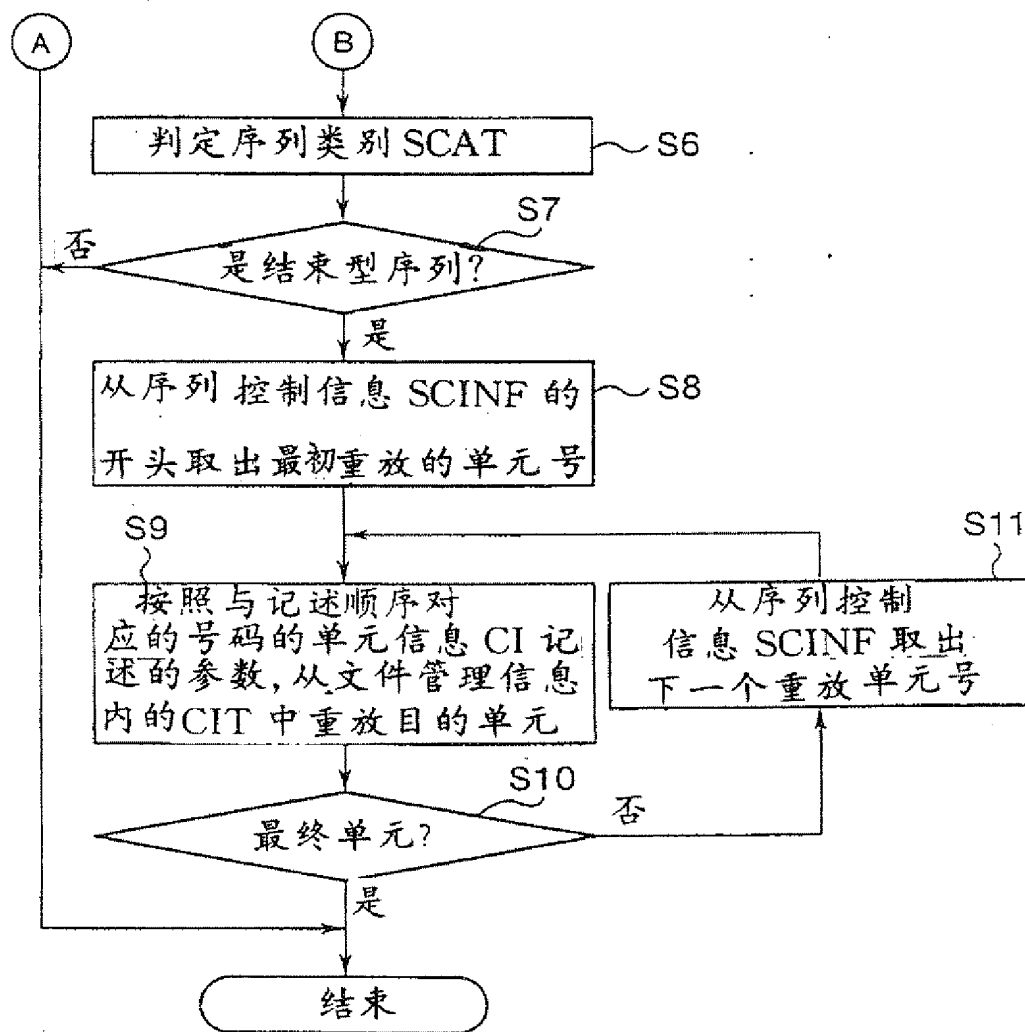 A
B
判定序列类别 SCAT
S6
S7
否
是结束型序列?
是
从序列控制信息 SCINF 的
开头取出最初重放的单元号
S8
S9
S11
按照与记述顺序对
应的号码的单元信息 CI 记
述的参数,从文件管理信息
内的CIT 中重放目的单元
从序列控制
信息 SCINF 取出
下一个重放单元号
S10
最终单元?
否
是
结束